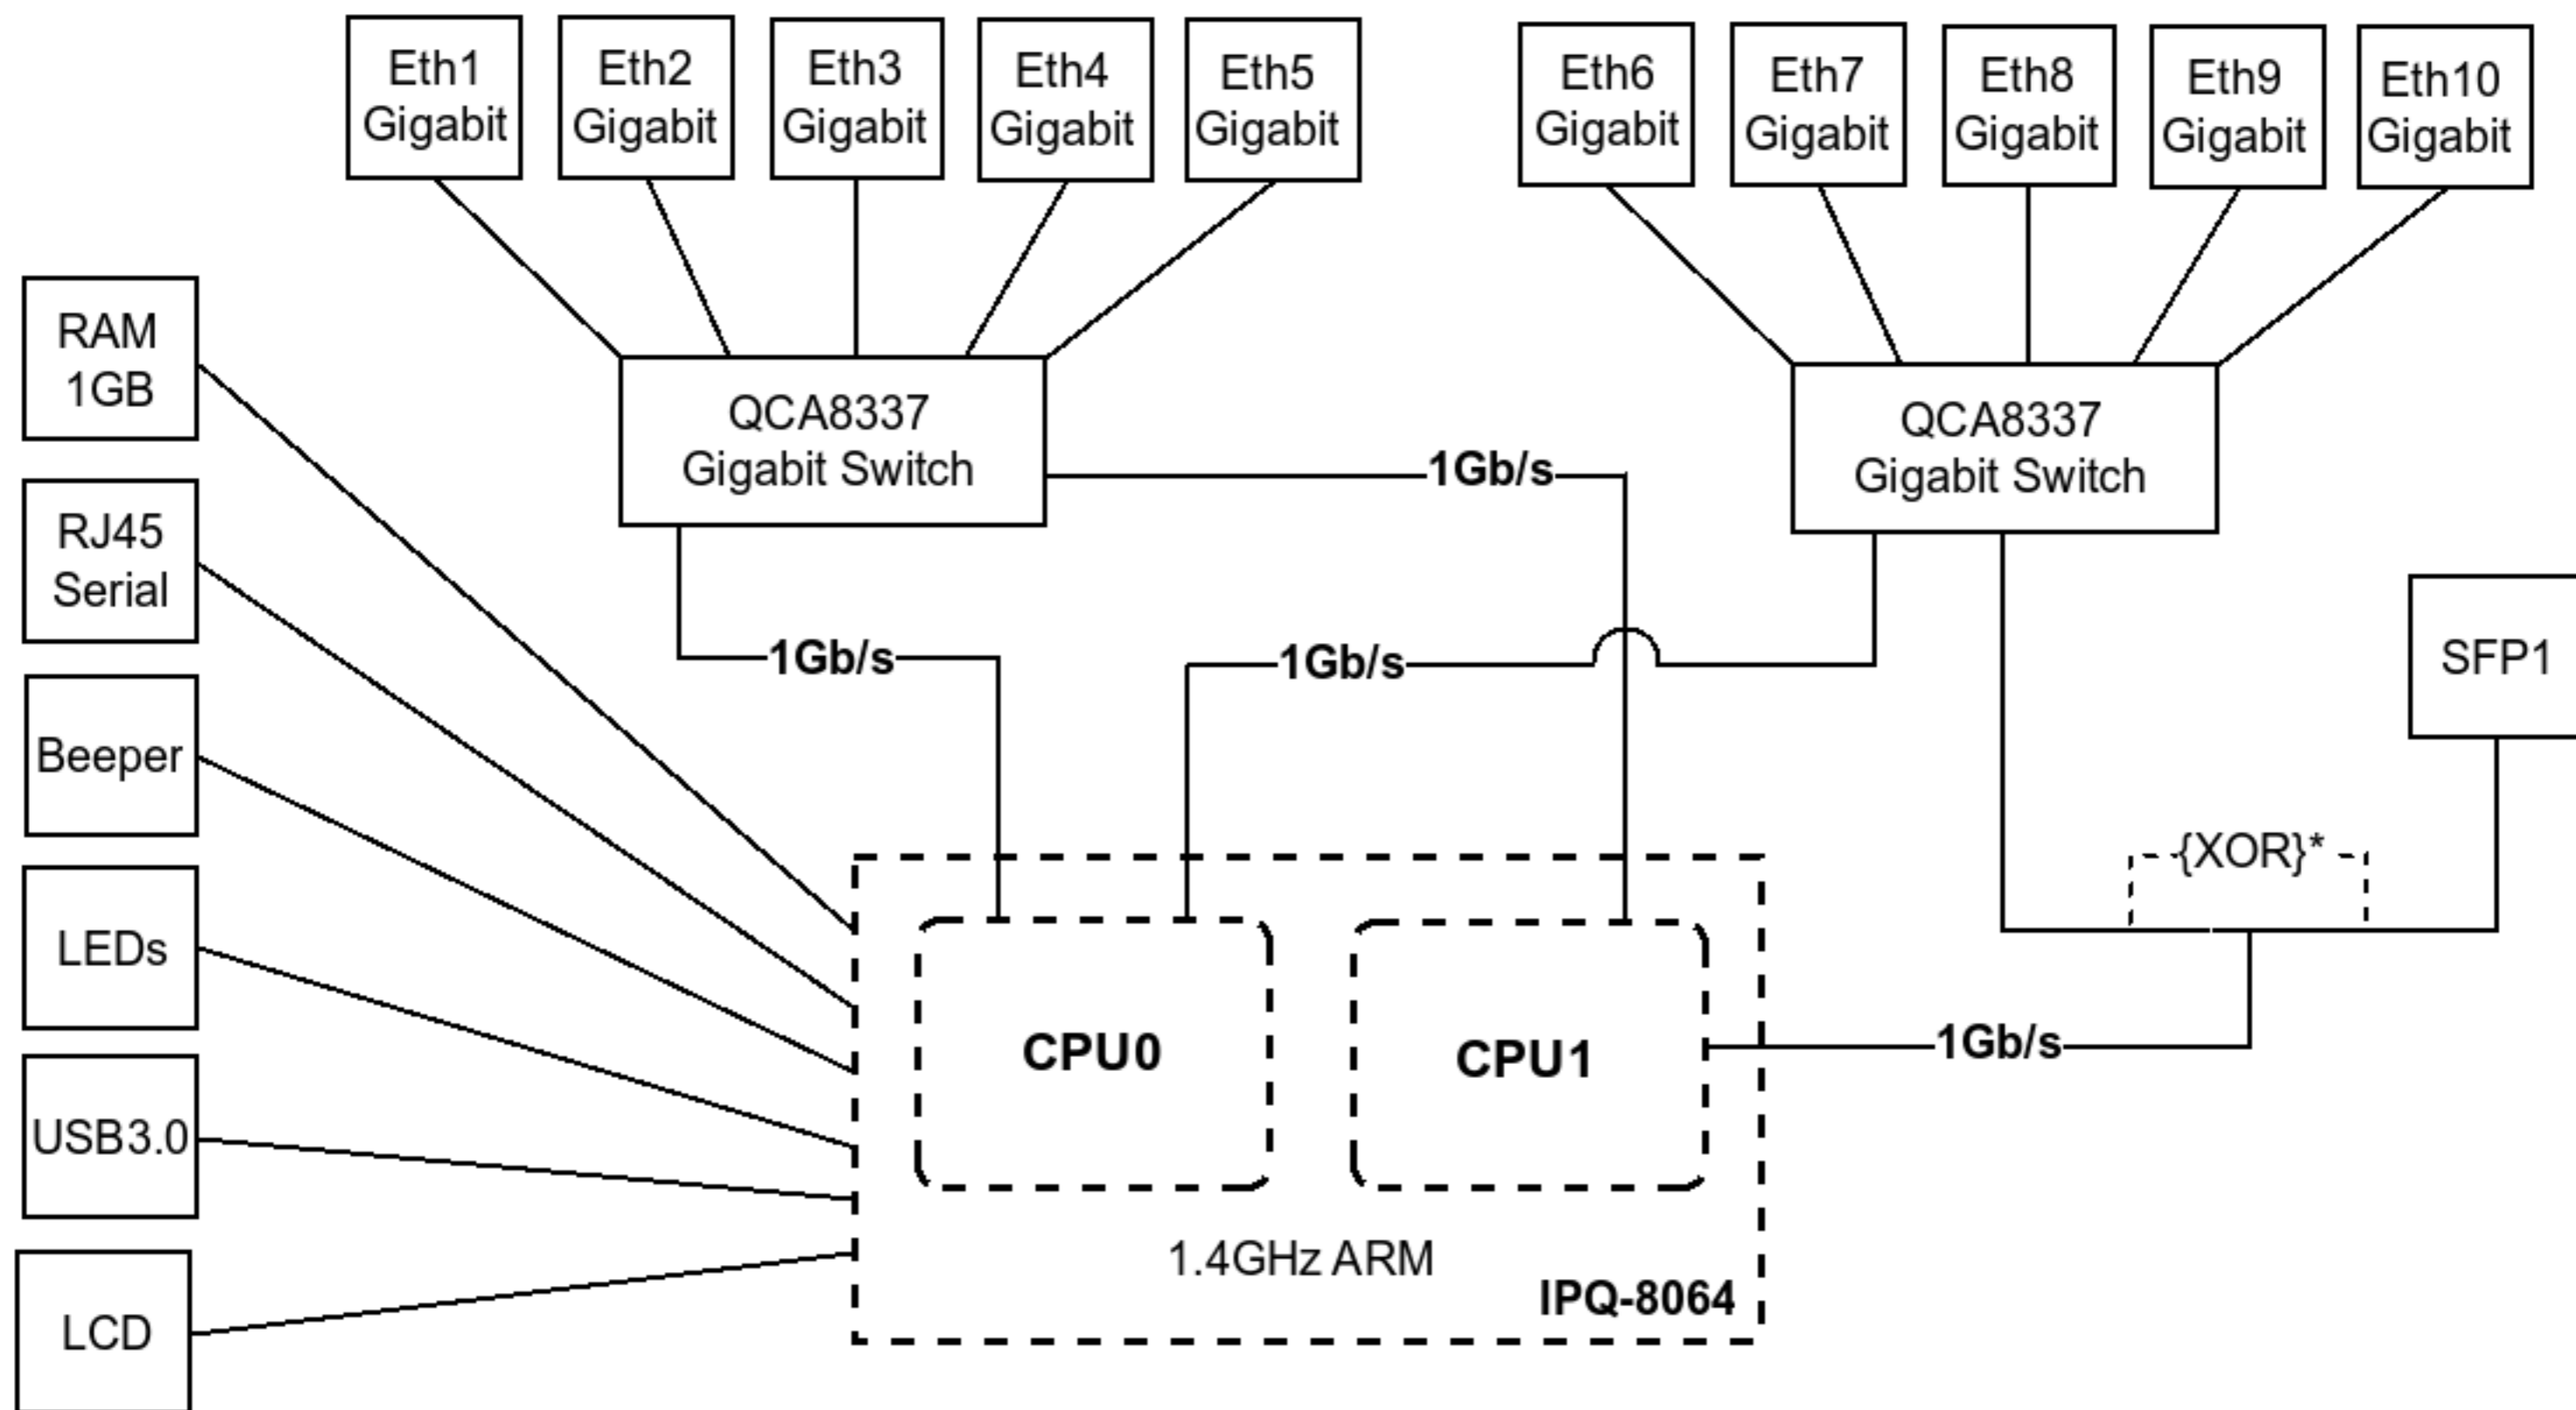 Eth1
Gigabit
Eth2
Gigabit
Eth3
Gigabit
Eth4
Gigabit
Eth5
Gigabit
Eth6
Gigabit
Eth7
Gigabit
Eth8
Gigabit
Eth9
Gigabit
Eth10
Gigabit
RAM
1GB
RJ45
Serial
Beeper
LEDs
USB3.0
LCD
QCA8337
Gigabit Switch
QCA8337
Gigabit Switch
1Gb/s
1Gb/s
1Gb/s
SFP1
{XOR}*
1Gb/s
CPU0
CPU1
1.4GHz ARM
IPQ-8064